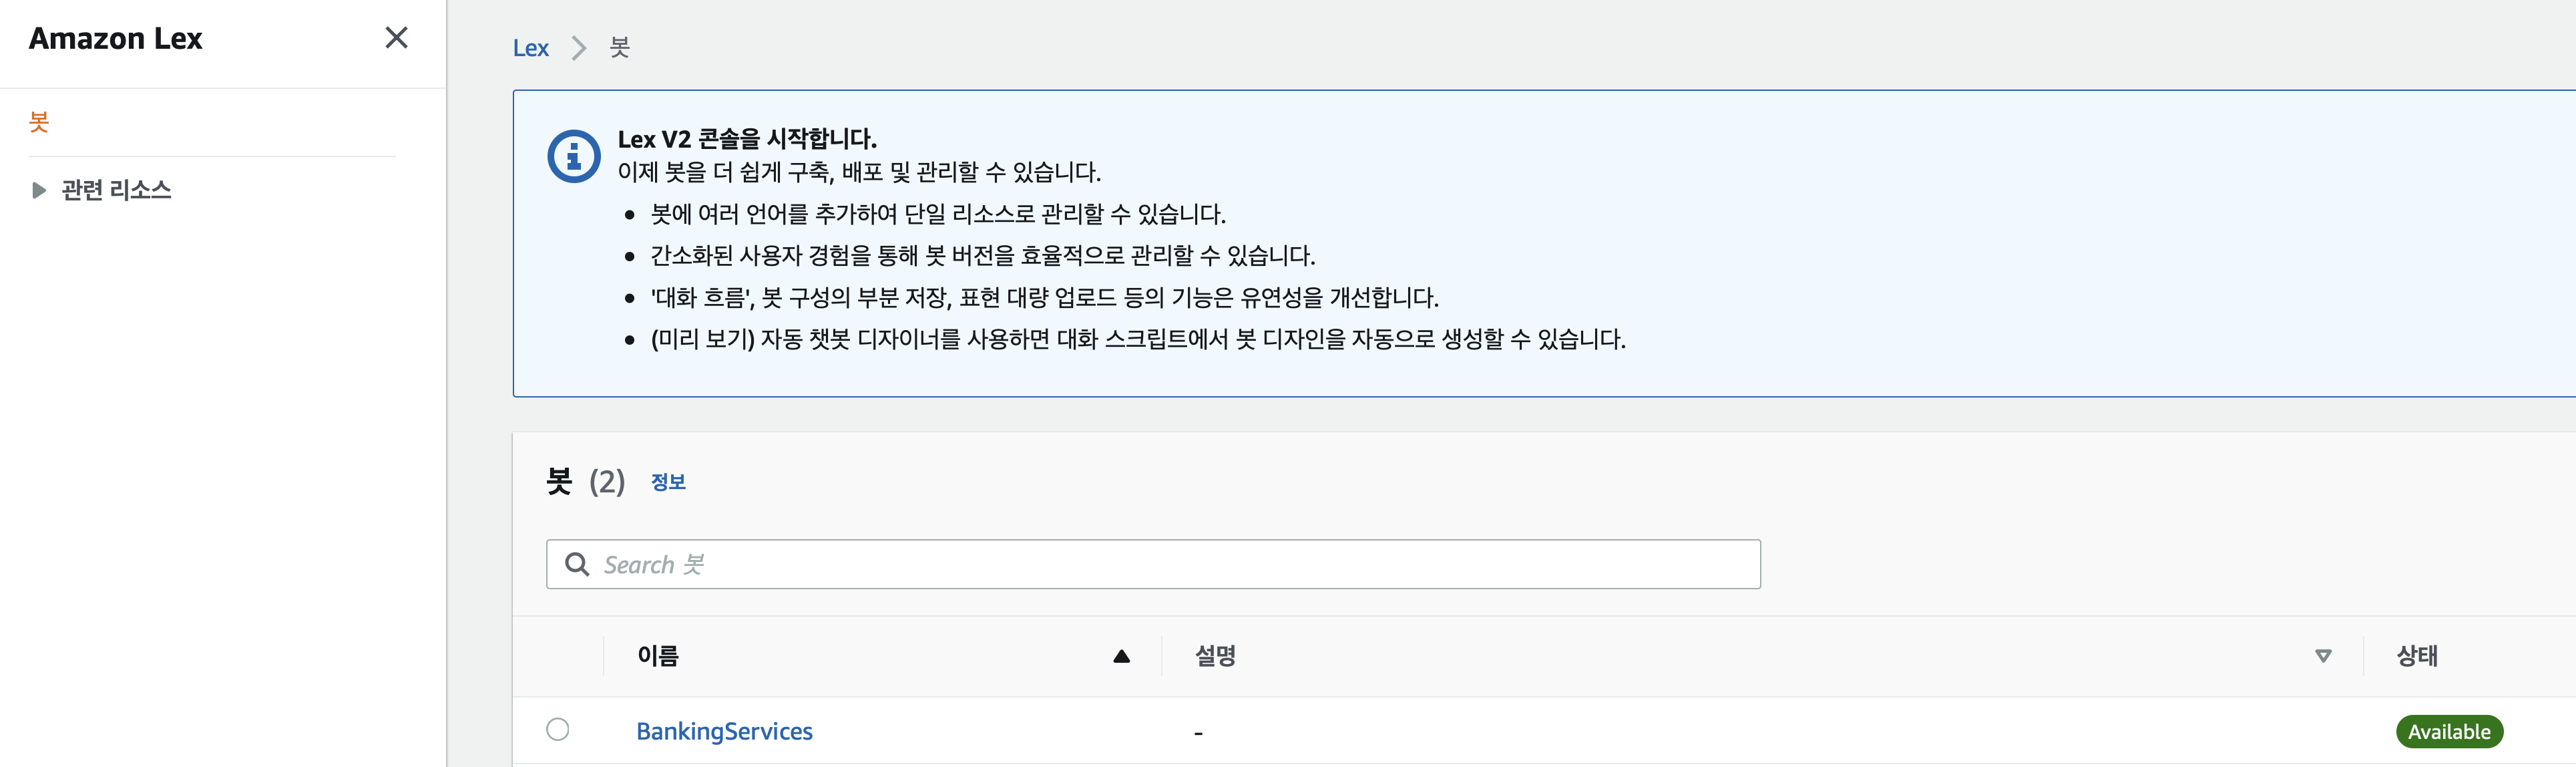 Amazon Lex
봇
관련 리소스
Lex
봇
Lex V2 콘솔을 시작합니다.
이제 봇을 더 쉽게 구축, 배포 및 관리할 수 있습니다.
봇에 여러 언어를 추가하여 단일 리소스로 관리할 수 있습니다.
간소화된 사용자 경험을 통해 봇 버전을 효율적으로 관리할 수 있습니다.
'대화 흐름', 봇 구성의 부분 저장, 표현 대량 업로드 등의 기능은 유연성을 개선합니다.
(미리 보기) 자동 챗봇 디자이너를 사용하면 대화 스크립트에서 봇 디자인을 자동으로 생성할 수 있습니다.
봇 (2) 정보
Search 봇
이름 설명 상태
BankingServices - Available